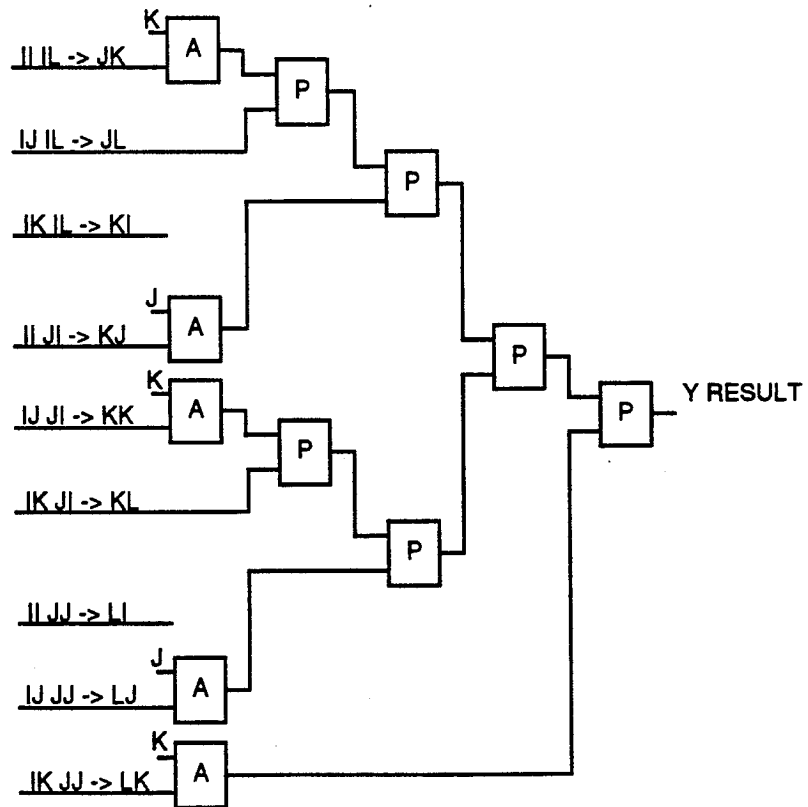 K
A
II IL -> JK
P
IJ IL -> JL
P
IK IL -> KI
J
A
II JI -> KJ
P
K
Y RESULT
A
P
IJ JI -> KK
P
IK JI -> KL
P
II JJ -> LI
J
A
IJ JJ -> LJ
K
A
IK JJ -> LK